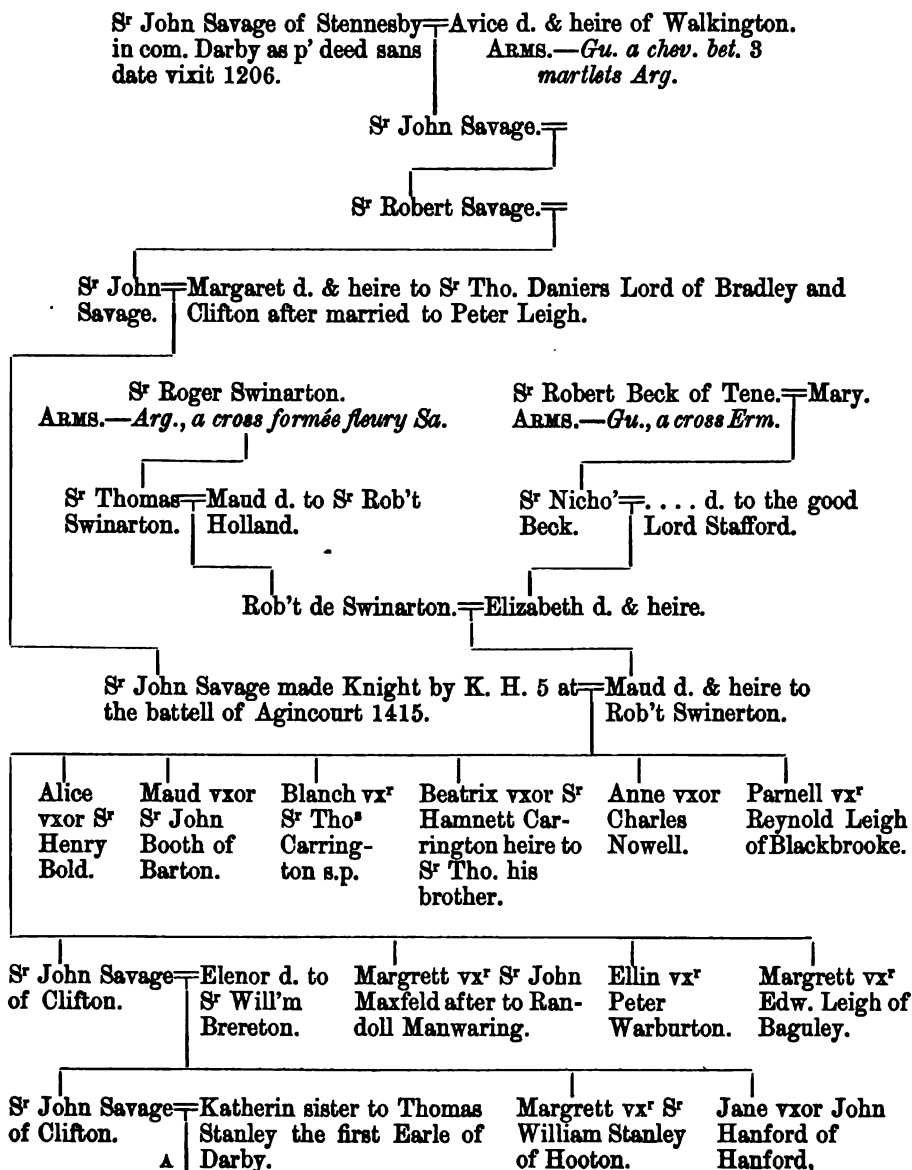 Sʳ John Savage of Stennesby=Avice d. & heire of Walkington.
in com. Darby as p' deed sans
date vixit 1206.
ARMS.—Gu. a chev. bet. 3
martlets Arg.
Sʳ John Savage.=
Sʳ Robert Savage.=
Sʳ John=Margaret d. & heire to Sʳ Tho. Daniers Lord of Bradley and
Savage. Clifton after married to Peter Leigh.
Sʳ Roger Swinarton.
ARMS.—Arg., a cross formée fleury Sa.
Sʳ Robert Beck of Tene.=Mary.
ARMS.—Gu., a cross Erm.
Sʳ Thomas=Maud d. to Sʳ Rob't
Swinarton. Holland.
Sʳ Nicho'=.... d. to the good
Beck. Lord Stafford.
Rob't de Swinarton.=Elizabeth d. & heire.
Sʳ John Savage made Knight by K. H. 5 at=Maud d. & heire to
the battell of Agincourt 1415. Rob't Swinerton.
Alice
vxor Sʳ
Henry
Bold.
Maud vxor
Sʳ John
Booth of
Barton.
Blanch vxʳ
Sʳ Thoˢ
Carring-
ton s.p.
Beatrix vxor Sʳ
Hamnett Car-
rington heire to
Sʳ Tho. his
brother.
Anne vxor
Charles
Nowell.
Parnell vxʳ
Reynold Leigh
of Blackbrooke.
Sʳ John Savage=Elenor d. to
of Clifton. Sʳ Will'm
Brereton.
Margrett vxʳ Sʳ John
Maxfeld after to Ran-
doll Manwaring.
Ellin vxʳ
Peter
Warburton.
Margrett vxʳ
Edw. Leigh of
Baguley.
Sʳ John Savage=Katherin sister to Thomas
of Clifton. Stanley the first Earle of
A Darby.
Margrett vxʳ Sʳ
William Stanley
of Hooton.
Jane vxor John
Hanford of
Hanford,